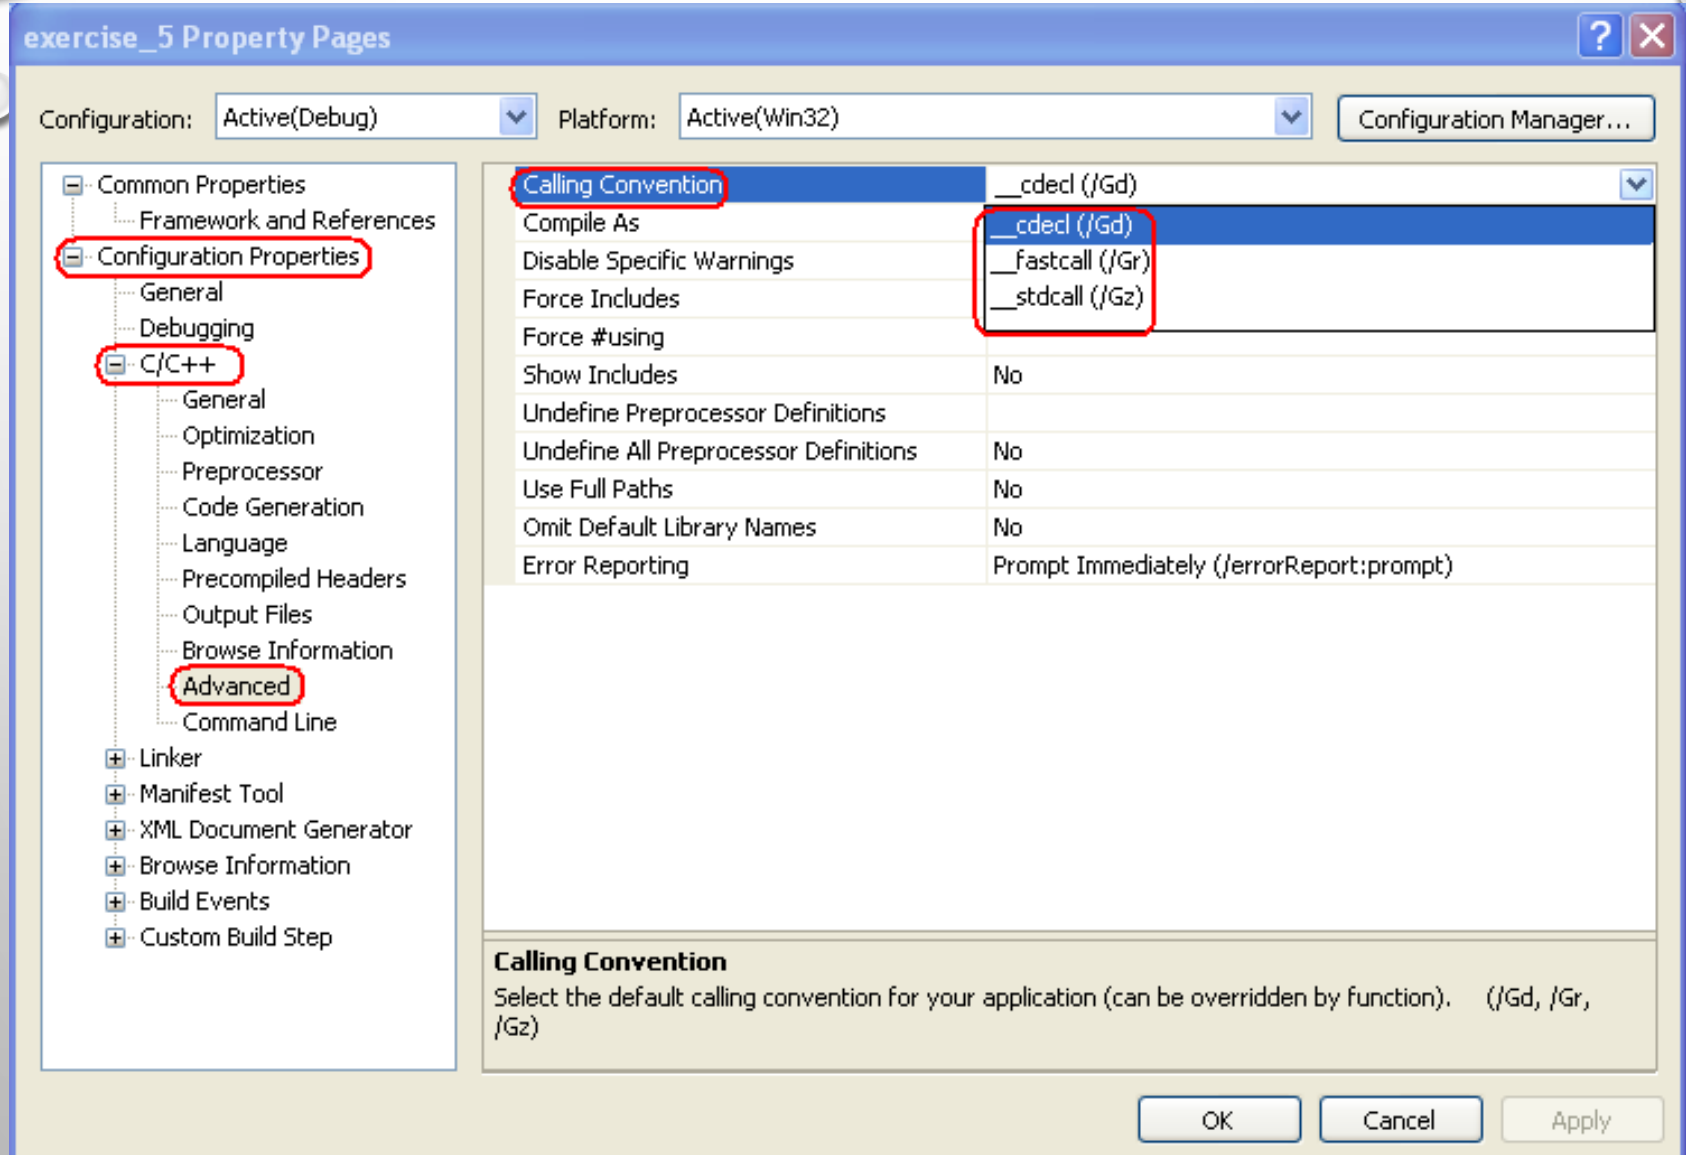 exercise_5 Property Pages
Configuration: Active(Debug) Platform: Active(Win32) Configuration Manager...
Common Properties
Framework and References
Configuration Properties
General
Debugging
C/C++
General
Optimization
Preprocessor
Code Generation
Language
Precompiled Headers
Output Files
Browse Information
Advanced
Command Line
Linker
Manifest Tool
XML Document Generator
Browse Information
Build Events
Custom Build Step
Calling Convention __cdecl (/Gd)
Compile As
Disable Specific Warnings
Force Includes
Force #using
__cdecl (/Gd)
__fastcall (/Gr)
__stdcall (/Gz)
Show Includes No
Undefine Preprocessor Definitions
Undefine All Preprocessor Definitions No
Use Full Paths No
Omit Default Library Names No
Error Reporting Prompt Immediately (/errorReport:prompt)
Calling Convention
Select the default calling convention for your application (can be overridden by function). (/Gd, /Gr,
/Gz)
OK Cancel Apply